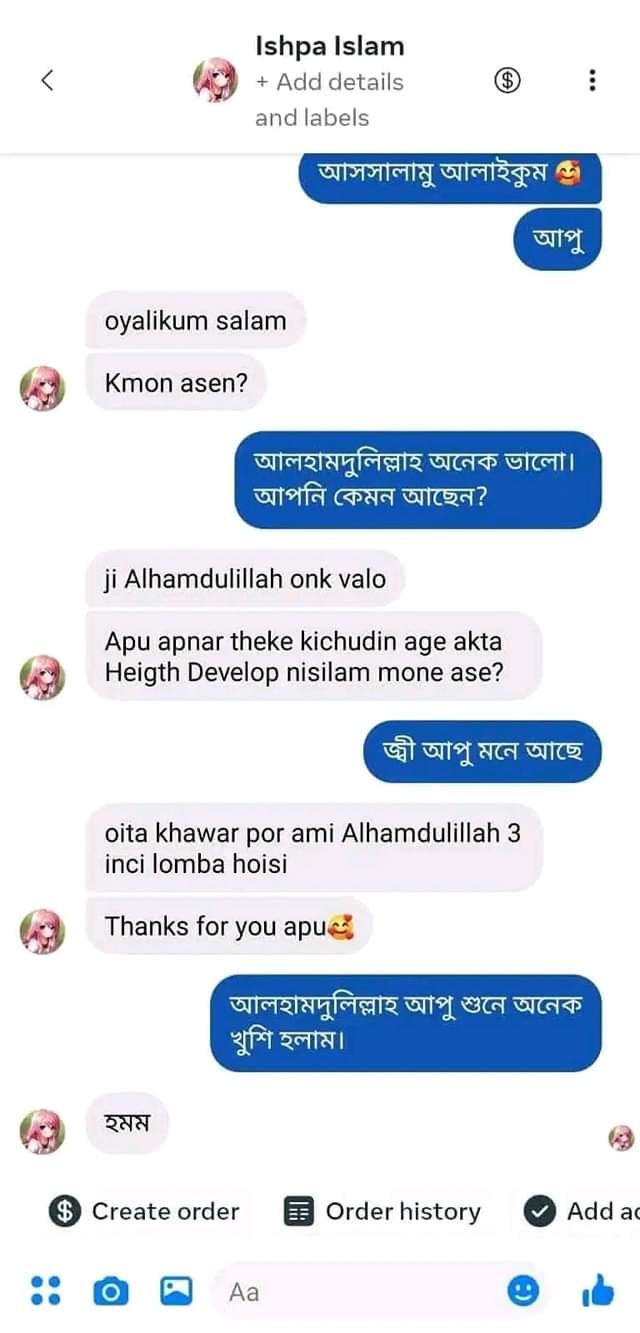 Ishpa Islam
+ Add details
and labels
আসসালামু আলাইকুম 🥰
আপু
oyalikum salam
Kmon asen?
আলহামদুলিল্লাহ অনেক ভালো।
আপনি কেমন আছেন?
ji Alhamdulillah onk valo
Apu apnar theke kichudin age akta
Heigth Develop nisilam mone ase?
জ্বী আপু মনে আছে
oita khawar por ami Alhamdulillah 3
inci lomba hoisi
Thanks for you apu🥰
আলহামদুলিল্লাহ আপু শুনে অনেক
খুশি হলাম।
হমম
Create order Order history Add ac
Aa